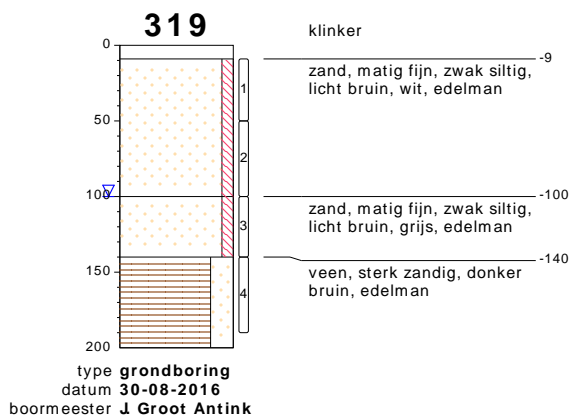 319
klinker
0
-9
zand, matig fijn, zwak siltig,
licht bruin, wit, edelman
1
50
2
100
-100
zand, matig fijn, zwak siltig,
licht bruin, grijs, edelman
3
-140
150
veen, sterk zandig, donker
bruin, edelman
4
200
type grondboring
datum 30-08-2016
boormeester J. Groot Antink